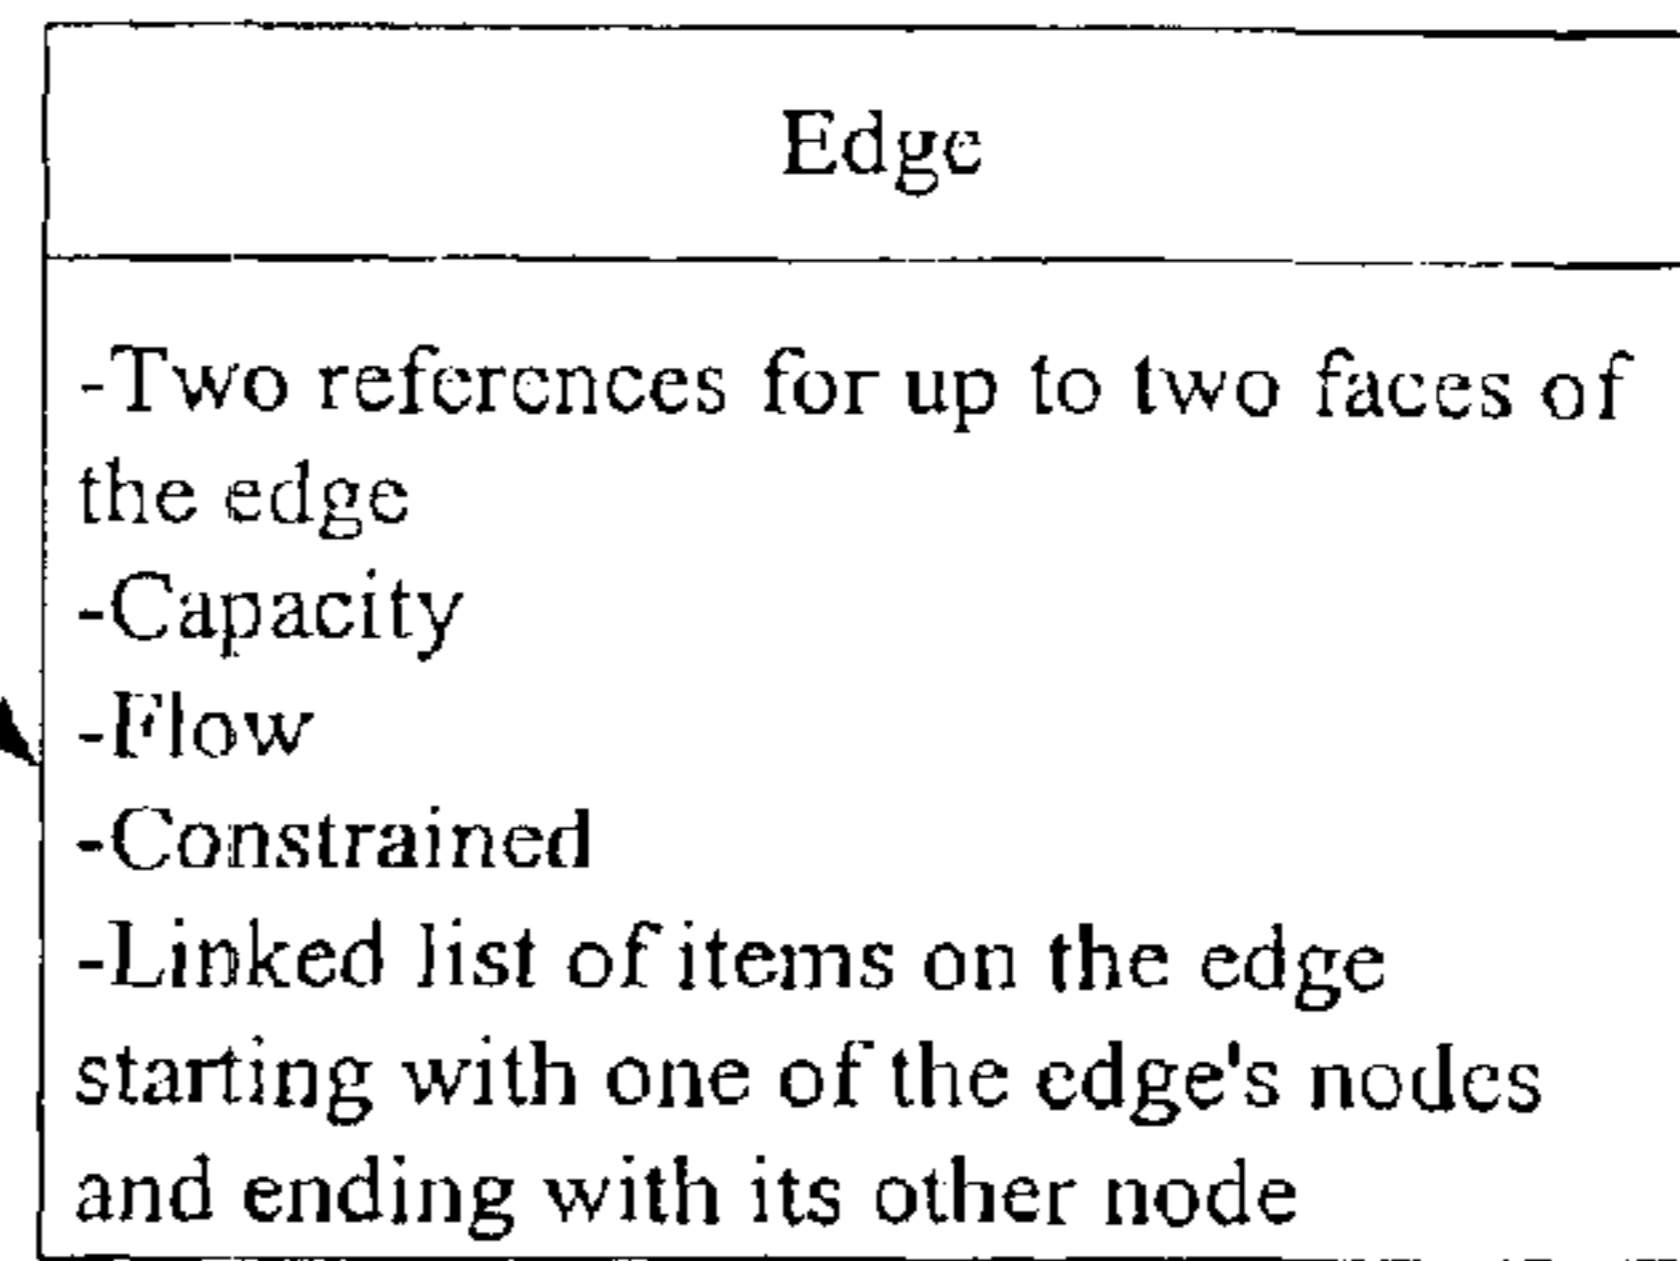 Edge
-Two references for up to two faces of
the edge
-Capacity
-Flow
-Constrained
-Linked list of items on the edge
starting with one of the edge's nodes
and ending with its other node